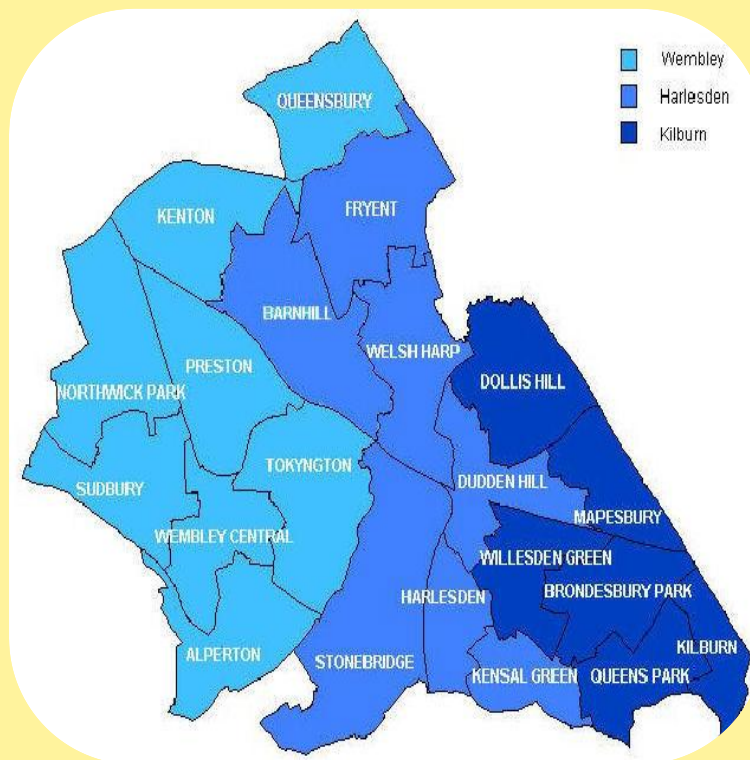 Wembley
Harlesden
Kilburn
QUEENSBURY
KENTON
FRYENT
BARNHILL
WELSH HARP
PRESTON
DOLLIS HILL
NORTHWICK PARK
TOKYNGTON
SUDBURY
DUDDEN HILL
MAPESBURY
WEMBLEY CENTRAL
WILLESDEN GREEN
BRONDESBURY PARK
HARLESDEN
KILBURN
ALPERTON
STONEBRIDGE
KENSAL GREEN
QUEENS PARK